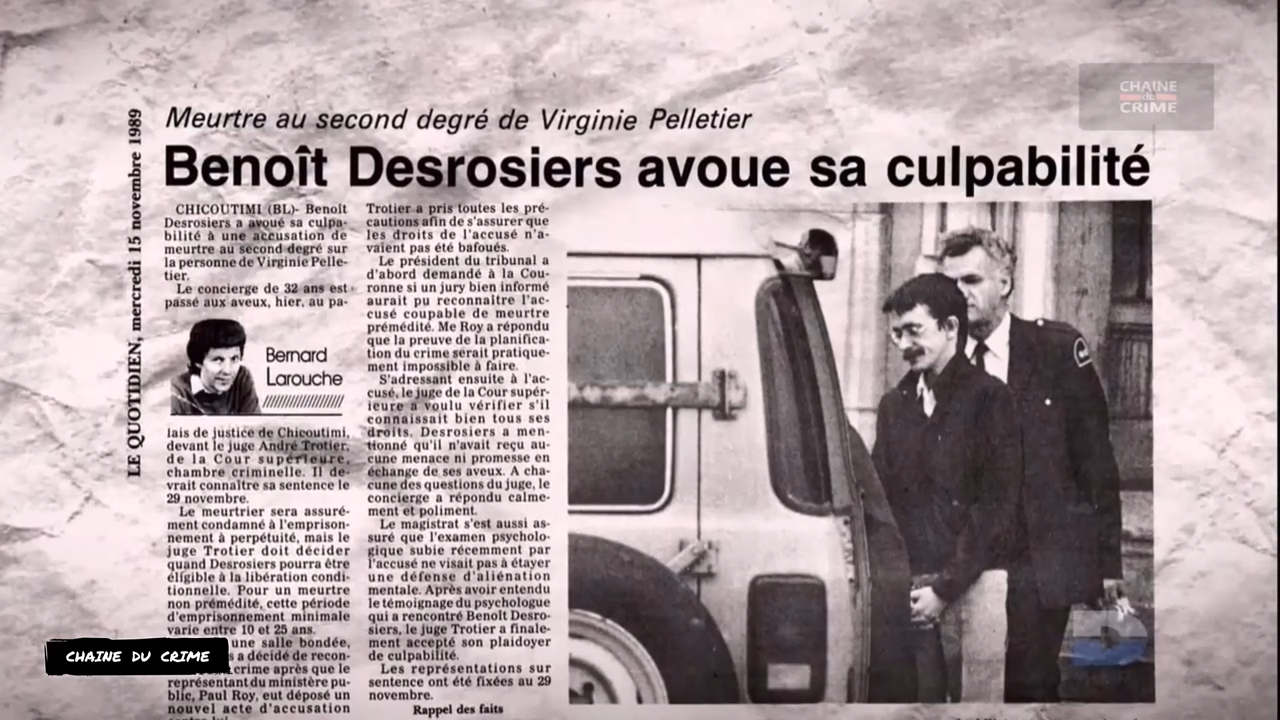 CHAINE
du
CRIME
LE QUOTIDIEN, mercredi 15 novembre 1989
Meurtre au second degré de Virginie Pelletier
Benoît Desrosiers avoue sa culpabilité
CHICOUTIMI (BL)- Benoît
Desrosiers a avoué sa culpa-
bilité à une accusation de
meurtre au second degré sur
la personne de Virginie Pelle-
tier.
Le concierge de 32 ans est
passé aux aveux, hier, au pa-
Bernard
Larouche
lais de justice de Chicoutimi,
devant le juge André Trotier,
de la Cour supérieure,
chambre criminelle. Il de-
vrait connaître sa sentence le
29 novembre.
Le meurtrier sera assuré-
ment condamné à l'emprison-
nement à perpétuité, mais le
juge Trotier doit décider
quand Desrosiers pourra être
éligible à la libération condi-
tionnelle. Pour un meurtre
non prémédité, cette période
d'emprisonnement minimale
varie entre 10 et 25 ans.
une salle bondée,
a décidé de recon-
crime après que le
représentant du ministère pu-
blic, Paul Roy, eut déposé un
nouvel acte d'accusation
Trotier a pris toutes les pré-
cautions afin de s'assurer que
les droits de l'accusé n'a-
vaient pas été bafoués.
Le président du tribunal a
d'abord demandé à la Cou-
ronne si un jury bien informé
aurait pu reconnaître l'ac-
cusé coupable de meurtre
prémédité. Me Roy a répondu
que la preuve de la planifica-
tion du crime serait pratique-
ment impossible à faire.
S'adressant ensuite à l'ac-
cusé, le juge de la Cour supér-
ieure a voulu vérifier s'il
connaissait bien tous ses
droits. Desrosiers a men-
tionné qu'il n'avait reçu au-
cune menace ni promesse en
échange de ses aveux. A cha-
cune des questions du juge, le
concierge a répondu calme-
ment et poliment.
Le magistrat s'est aussi as-
suré que l'examen psycholo-
gique subie récemment par
l'accusé ne visait pas à étayer
une défense d'aliénation
mentale. Après avoir entendu
le témoignage du psychologue
qui a rencontré Benoît Desro-
siers, le juge Trotier a finale-
ment accepté son plaidoyer
de culpabilité.
Les représentations sur
sentence ont été fixées au 29
novembre.
Rappel des faits
CHAINE DU CRIME